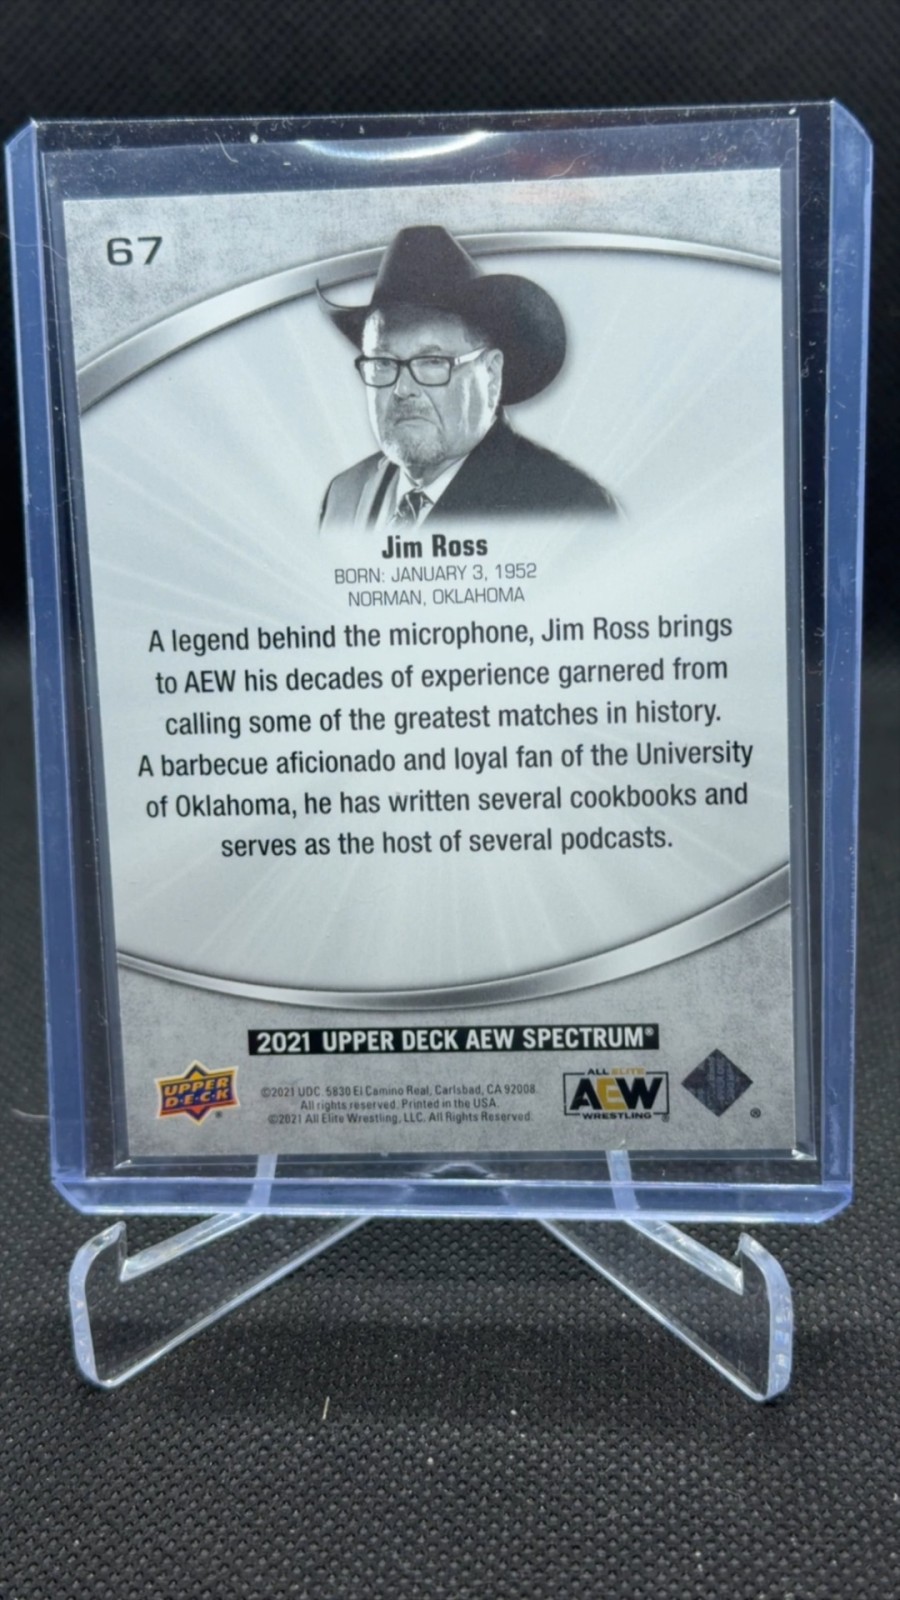 67
Jim Ross
BORN: JANUARY 3, 1952
NORMAN, OKLAHOMA
A legend behind the microphone, Jim Ross brings
to AEW his decades of experience garnered from
calling some of the greatest matches in history.
A barbecue aficionado and loyal fan of the University
of Oklahoma, he has written several cookbooks and
serves as the host of several podcasts.
2021 UPPER DECK AEW SPECTRUM®
UPPER
D·E·C·K
®
©2021 UDC. 5830 El Camino Real, Carlsbad, CA 92008.
All rights reserved. Printed in the USA.
©2021 All Elite Wrestling, LLC. All Rights Reserved.
ALL ELITE
AEW
WRESTLING
®
®